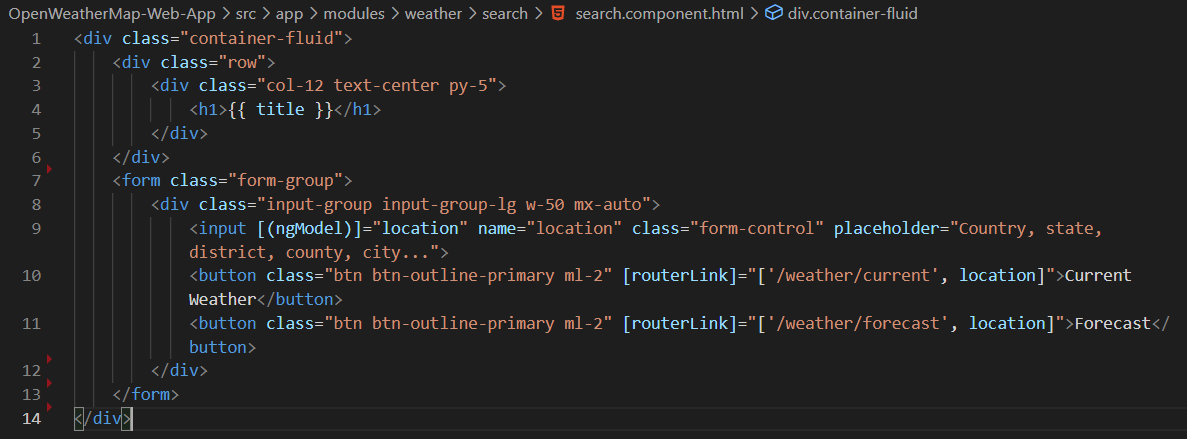 OpenWeatherMap-Web-App > src > app > modules > weather > search > search.component.html > div.container-fluid
1 <div class="container-fluid">
2 <div class="row">
3 <div class="col-12 text-center py-5">
4 <h1>{{ title }}</h1>
5 </div>
6 </div>
7 <form class="form-group">
8 <div class="input-group input-group-lg w-50 mx-auto">
9 <input [(ngModel)]="location" name="location" class="form-control" placeholder="Country, state,
district, county, city...">
10 <button class="btn btn-outline-primary ml-2" [routerLink]="['/weather/current', location]">Current
Weather</button>
11 <button class="btn btn-outline-primary ml-2" [routerLink]="['/weather/forecast', location]">Forecast</
button>
12 </div>
13 </form>
14 </div>